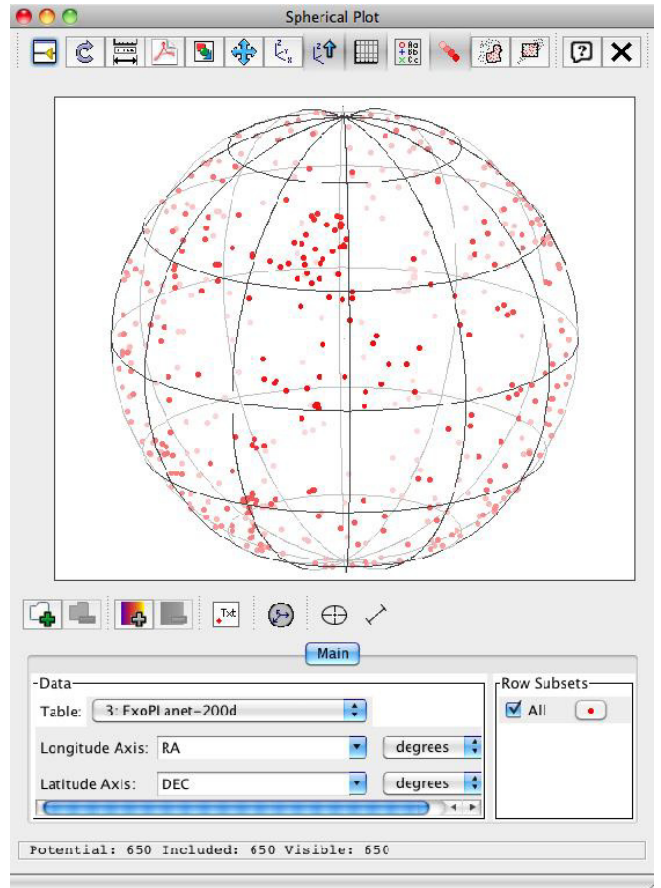 Spherical Plot
Txt
Main
Data
Table: 3: ExoPlanet-200d
Longitude Axis: RA degrees
Latitude Axis: DEC degrees
Row Subsets
All
Potential: 650 Included: 650 Visible: 650